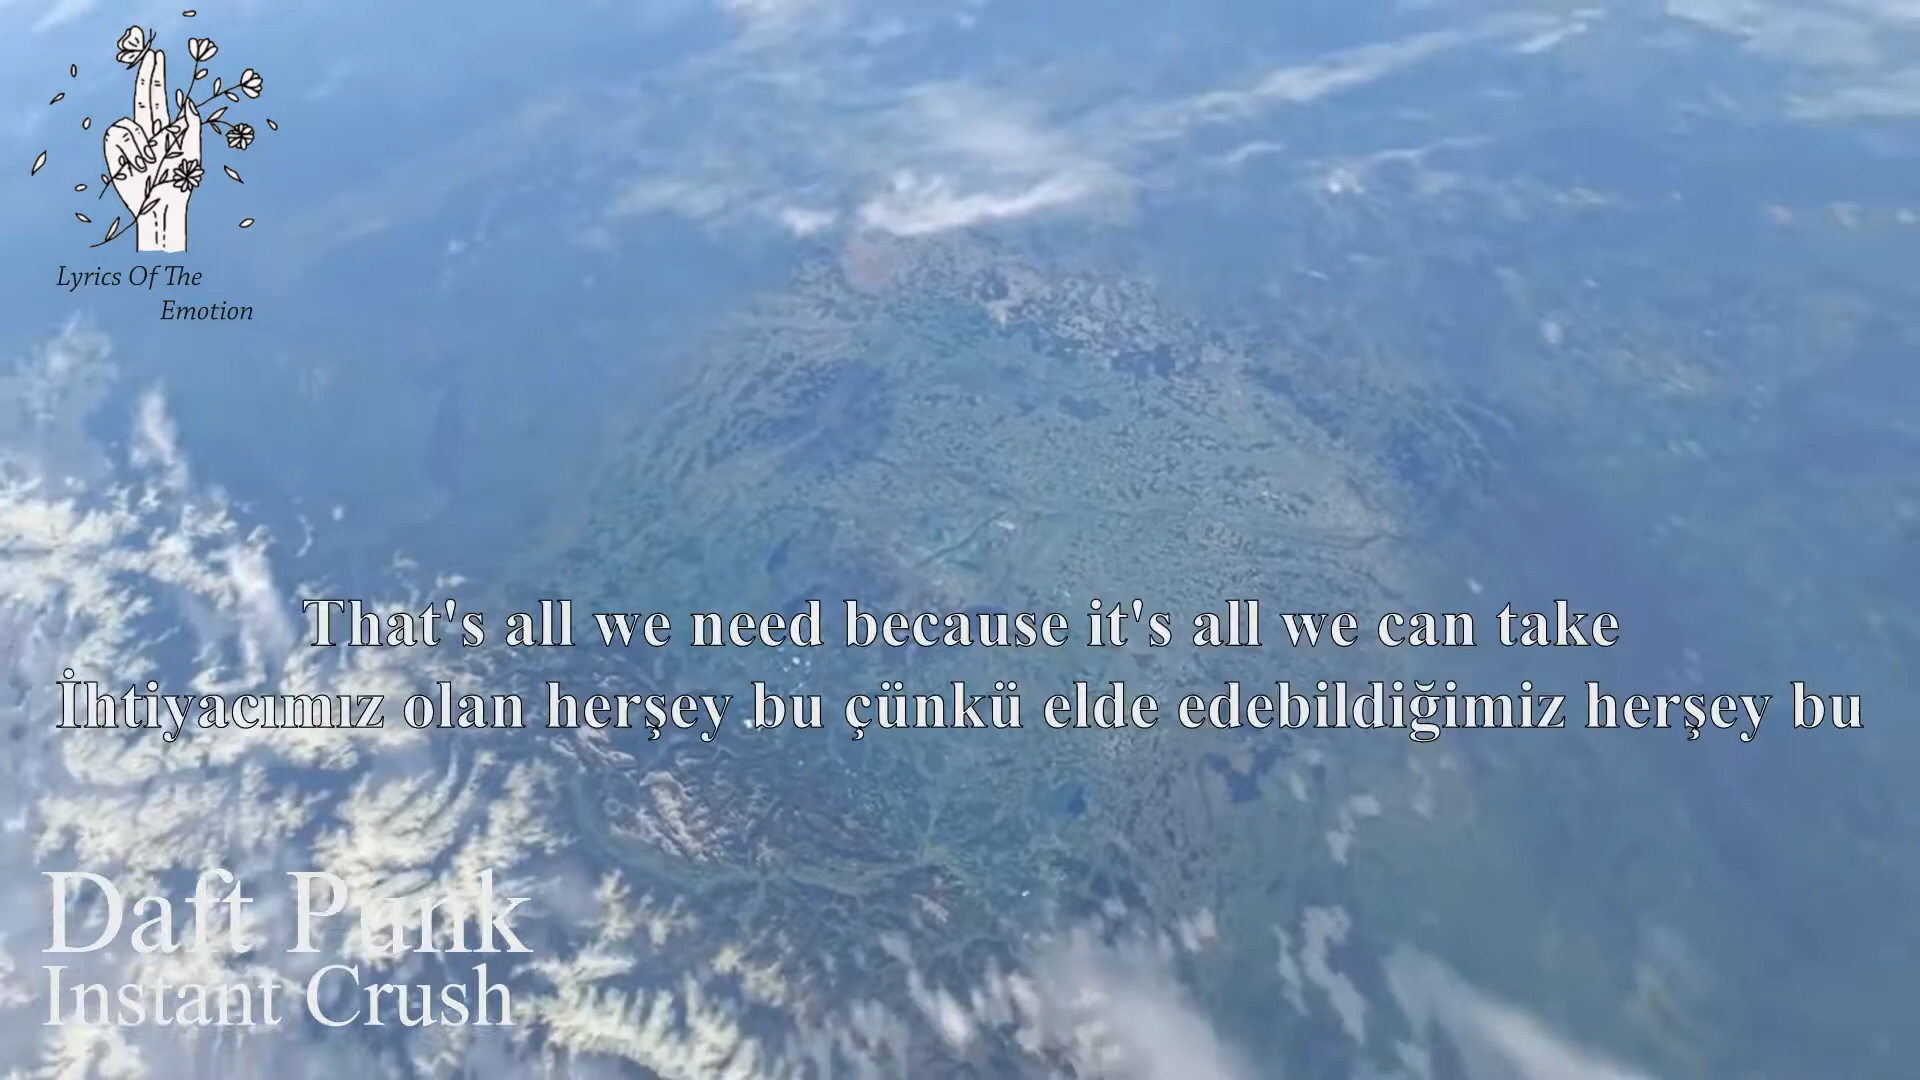 Lyrics Of The
Emotion
That's all we need because it's all we can take
İhtiyacımız olan herşey bu çünkü elde edebildiğimiz herşey bu
Daft Punk
Instant Crush